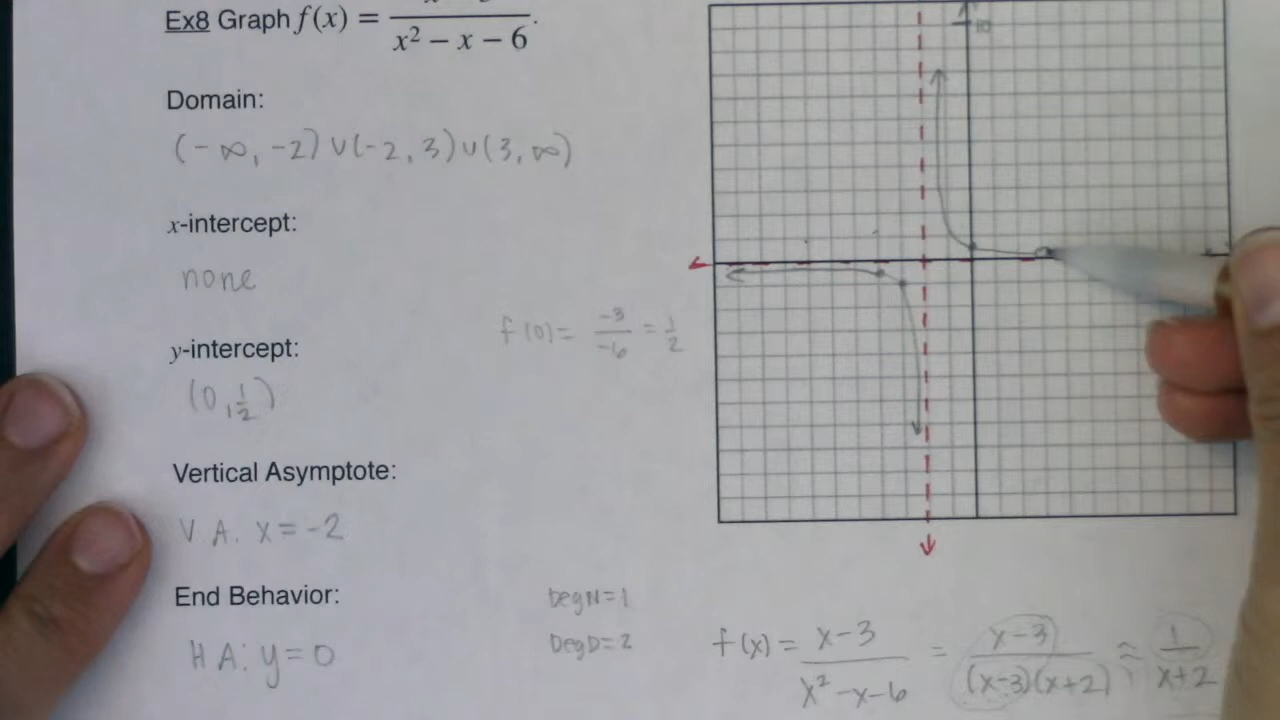 Ex8 Graph f(x) =
x² − x − 6
.
Domain:
(-∞, -2) ∪ (-2, 3) ∪ (3, ∞)
x-intercept:
none
f(0) = -3/-6 = 1/2
y-intercept:
(0, 1/2)
Vertical Asymptote:
V A. x = -2
End Behavior:
DegN = 1
DegD = 2
H A: y = 0
f(x) = x-3/x²-x-6 = x-3/(x-3)(x+2) ≈ 1/x+2
10